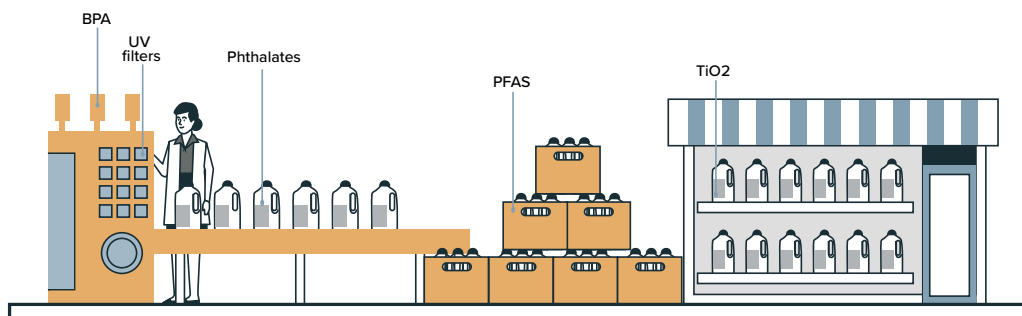 BPA
UV
filters
Phthalates
PFAS
TiO2